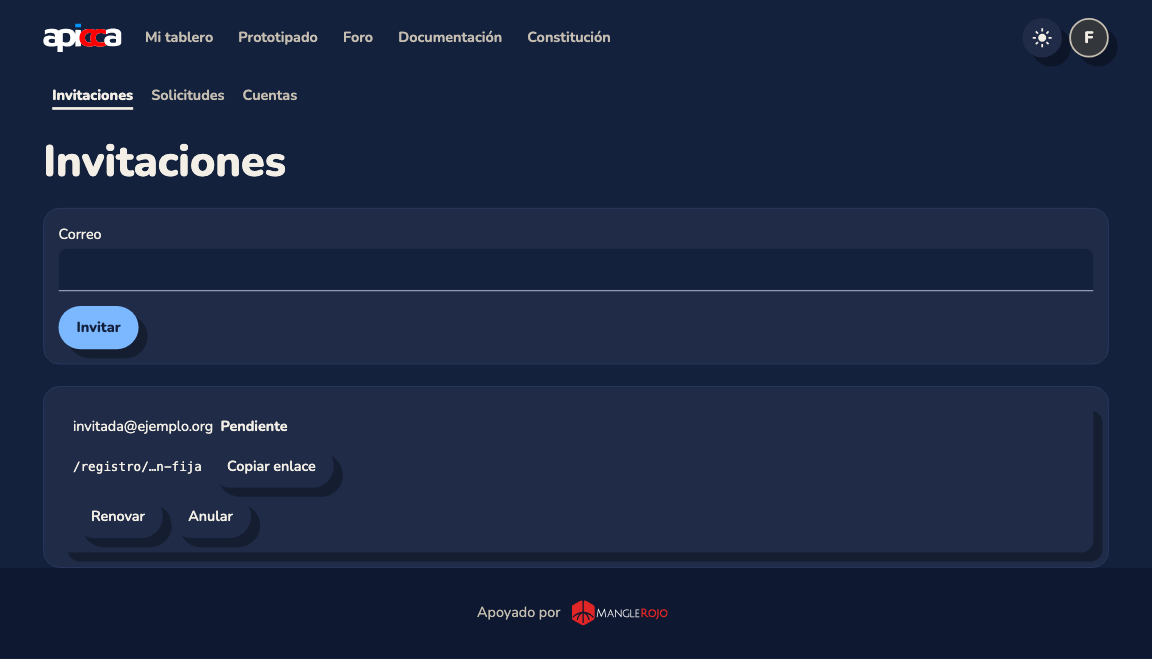 apicca Mi tablero Prototipado Foro Documentación Constitución F
Invitaciones Solicitudes Cuentas
Invitaciones
Correo
Invitar
invitada@ejemplo.org Pendiente
/registro/…n-fija Copiar enlace
Renovar Anular
Apoyado por MANGLEROJO